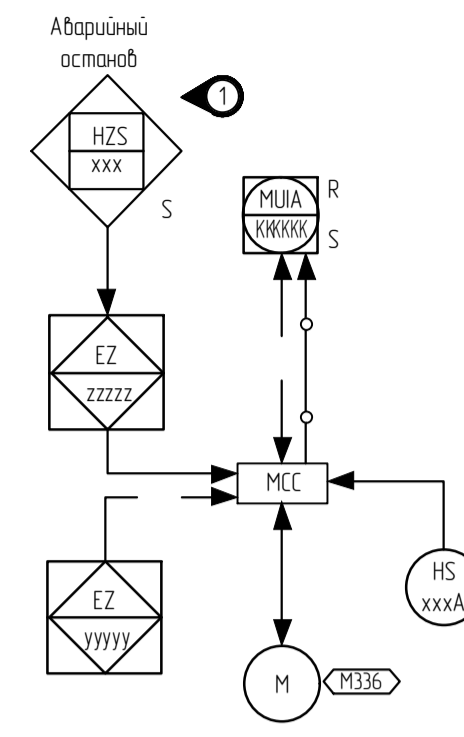 Аварийный
останов
1
HZS
xxx
S
MUIA
KKKKKK
R
S
EZ
zzzzz
MCC
EZ
yyyyy
HS
xxxA
M
M336